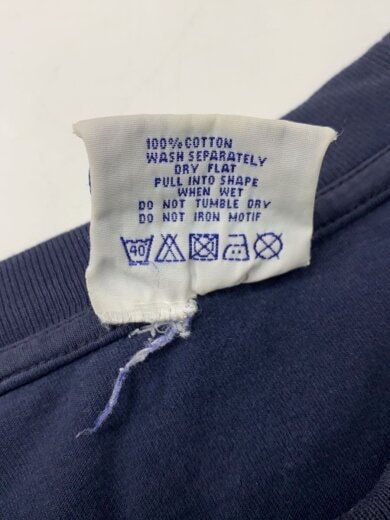 100% COTTON
WASH SEPARATELY
DRY FLAT
PULL INTO SHAPE
WHEN WET
DO NOT TUMBLE DRY
DO NOT IRON MOTIF
40